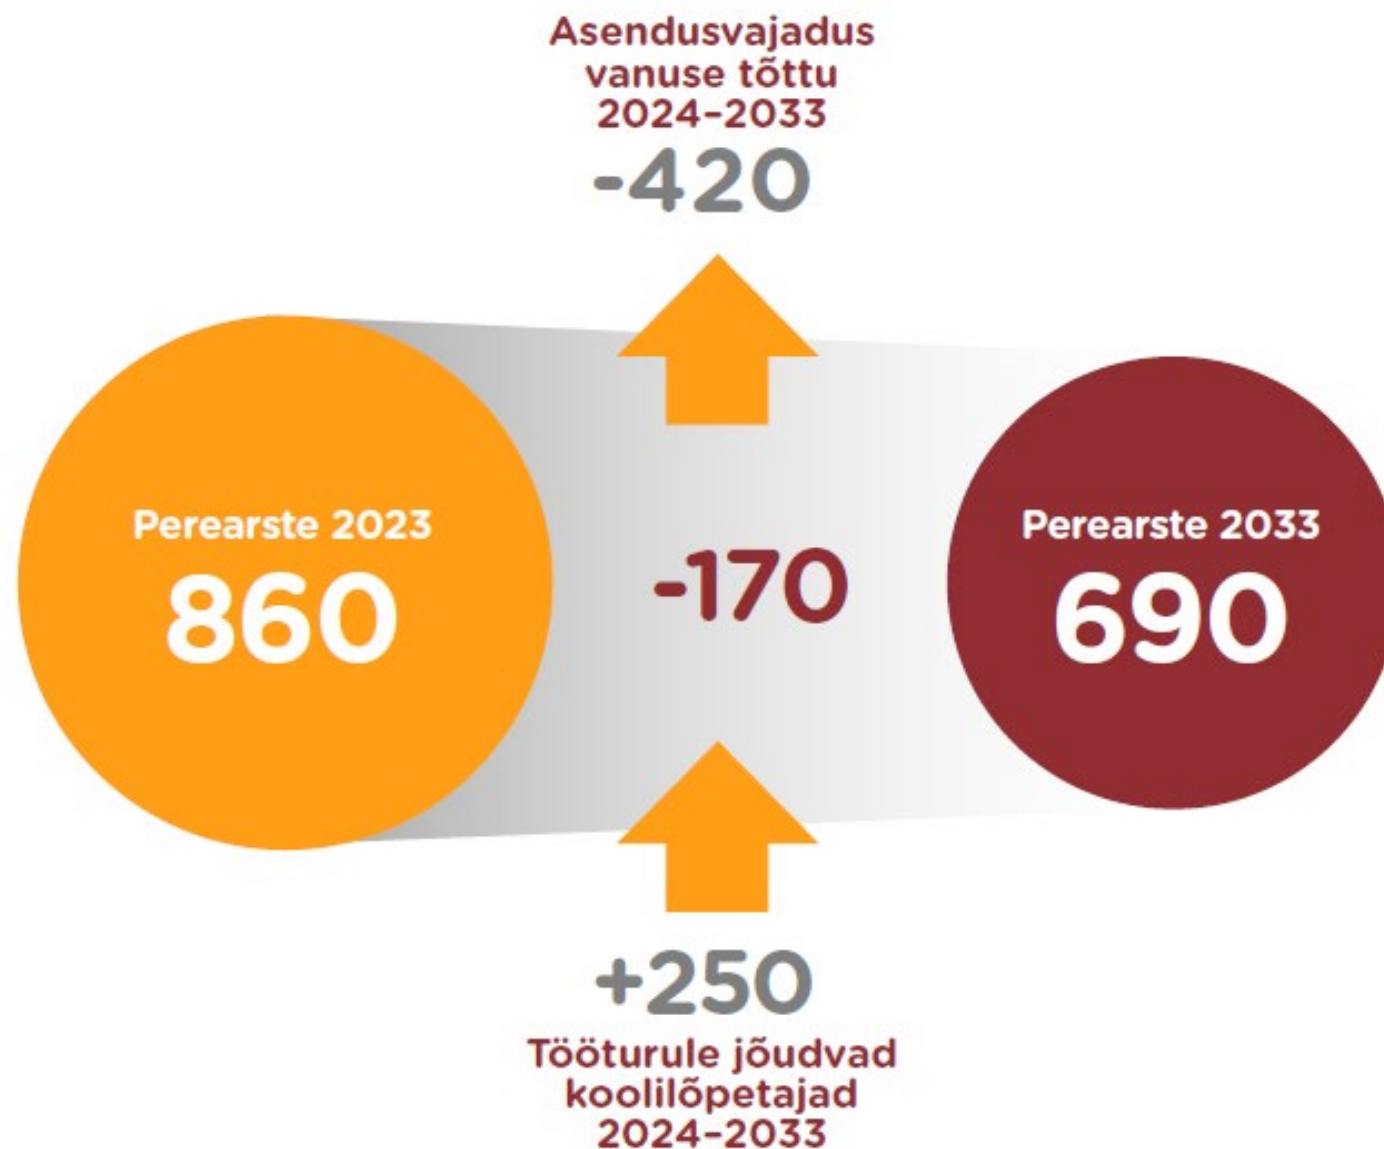 Asendusvajadus
vanuse tõttu
2024–2033
-420
Perearste 2023
860
-170
Perearste 2033
690
+250
Tööturule jõudvad
koolilõpetajad
2024–2033